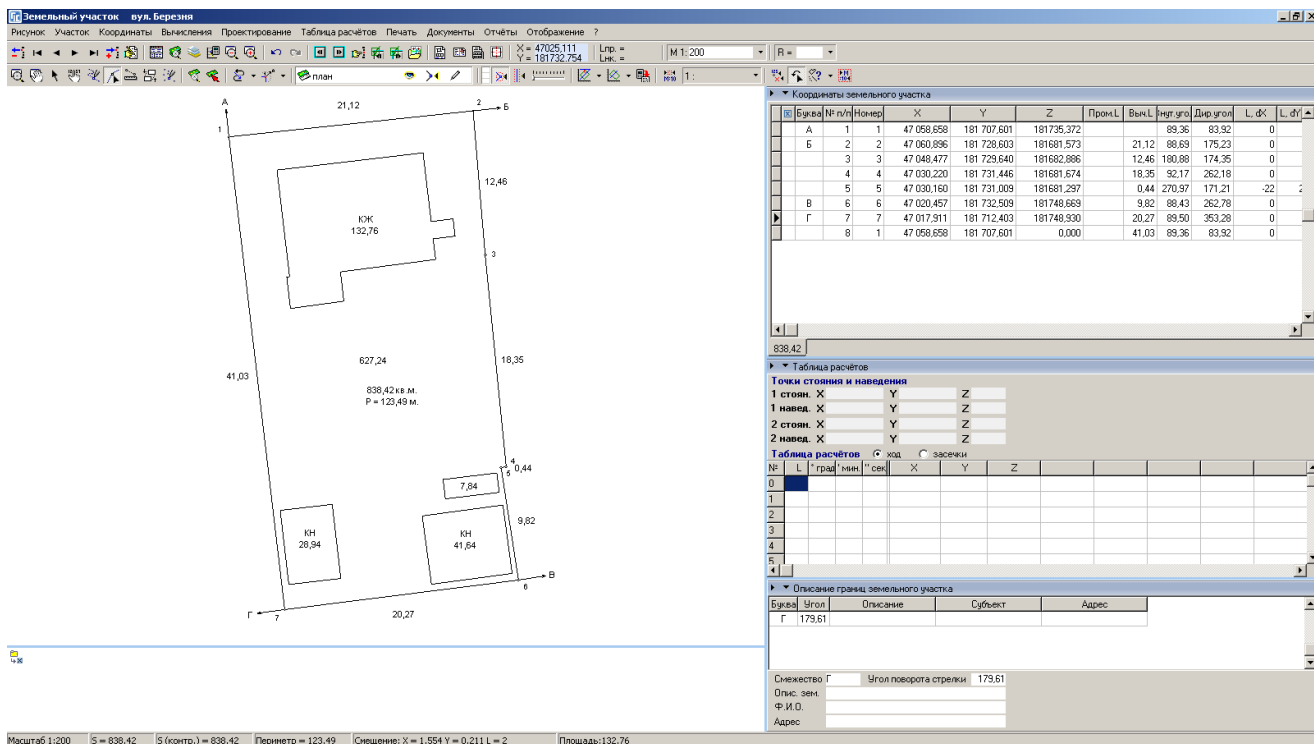 Земельный участок вул. Березня
Рисунок Участок Координаты Вычисления Проектирование Таблица расчётов Печать Документы Отчёты Отображение ?
X = 47025,111 Lпр. =
Y = 181732.754 Lнк. =
M 1: 200 R =
план 1 :
А 21,12 2 Б
1
12,46
КЖ
132,76
3
627,24 18,35
41,03
838,42 кв.м.
P = 123,49 м.
4
0,44
5
7,84
9,82
КН КН
28,94 41,64
В
6
Г 7 20,27
Координаты земельного участка
Буква № п/п Номер X Y Z Пром.L Выч.L Дир.угол L, dX L, dY
А 1 1 47 058,658 181 707,601 181735,372 89,36 83,92 0
Б 2 2 47 060,896 181 728,603 181681,573 21,12 88,69 175,23 0
3 3 47 048,477 181 729,640 181682,886 12,46 180,88 174,35 0
4 4 47 030,220 181 731,446 181681,674 18,35 92,17 262,18 0
5 5 47 030,160 181 731,009 181681,297 0,44 270,97 171,21 -22
В 6 6 47 020,457 181 732,509 181748,669 9,82 88,43 262,78 0
Г 7 7 47 017,911 181 712,403 181748,930 20,27 89,50 353,28 0
8 1 47 058,658 181 707,601 0,000 41,03 89,36 83,92 0
838,42
Таблица расчётов
Точки стояния и наведения
1 стоян. X Y Z
1 навед. X Y Z
2 стоян. X Y Z
2 навед. X Y Z
Таблица расчётов ход засечки
№ L ° град ' мин. '' сек X Y Z
0
1
2
3
4
5
Описание границ земельного участка
Буква Угол Описание Субъект Адрес
Г 179,61
Смежество Г Угол поворота стрелки 179,61
Опис. зем.
Ф.И.О.
Адрес
Масштаб 1:200 S = 838.42 S (контр.) = 838.42 Периметр = 123.49 Смещение: X = 1.554 Y = 0.211 L = 2 Площадь:132.76